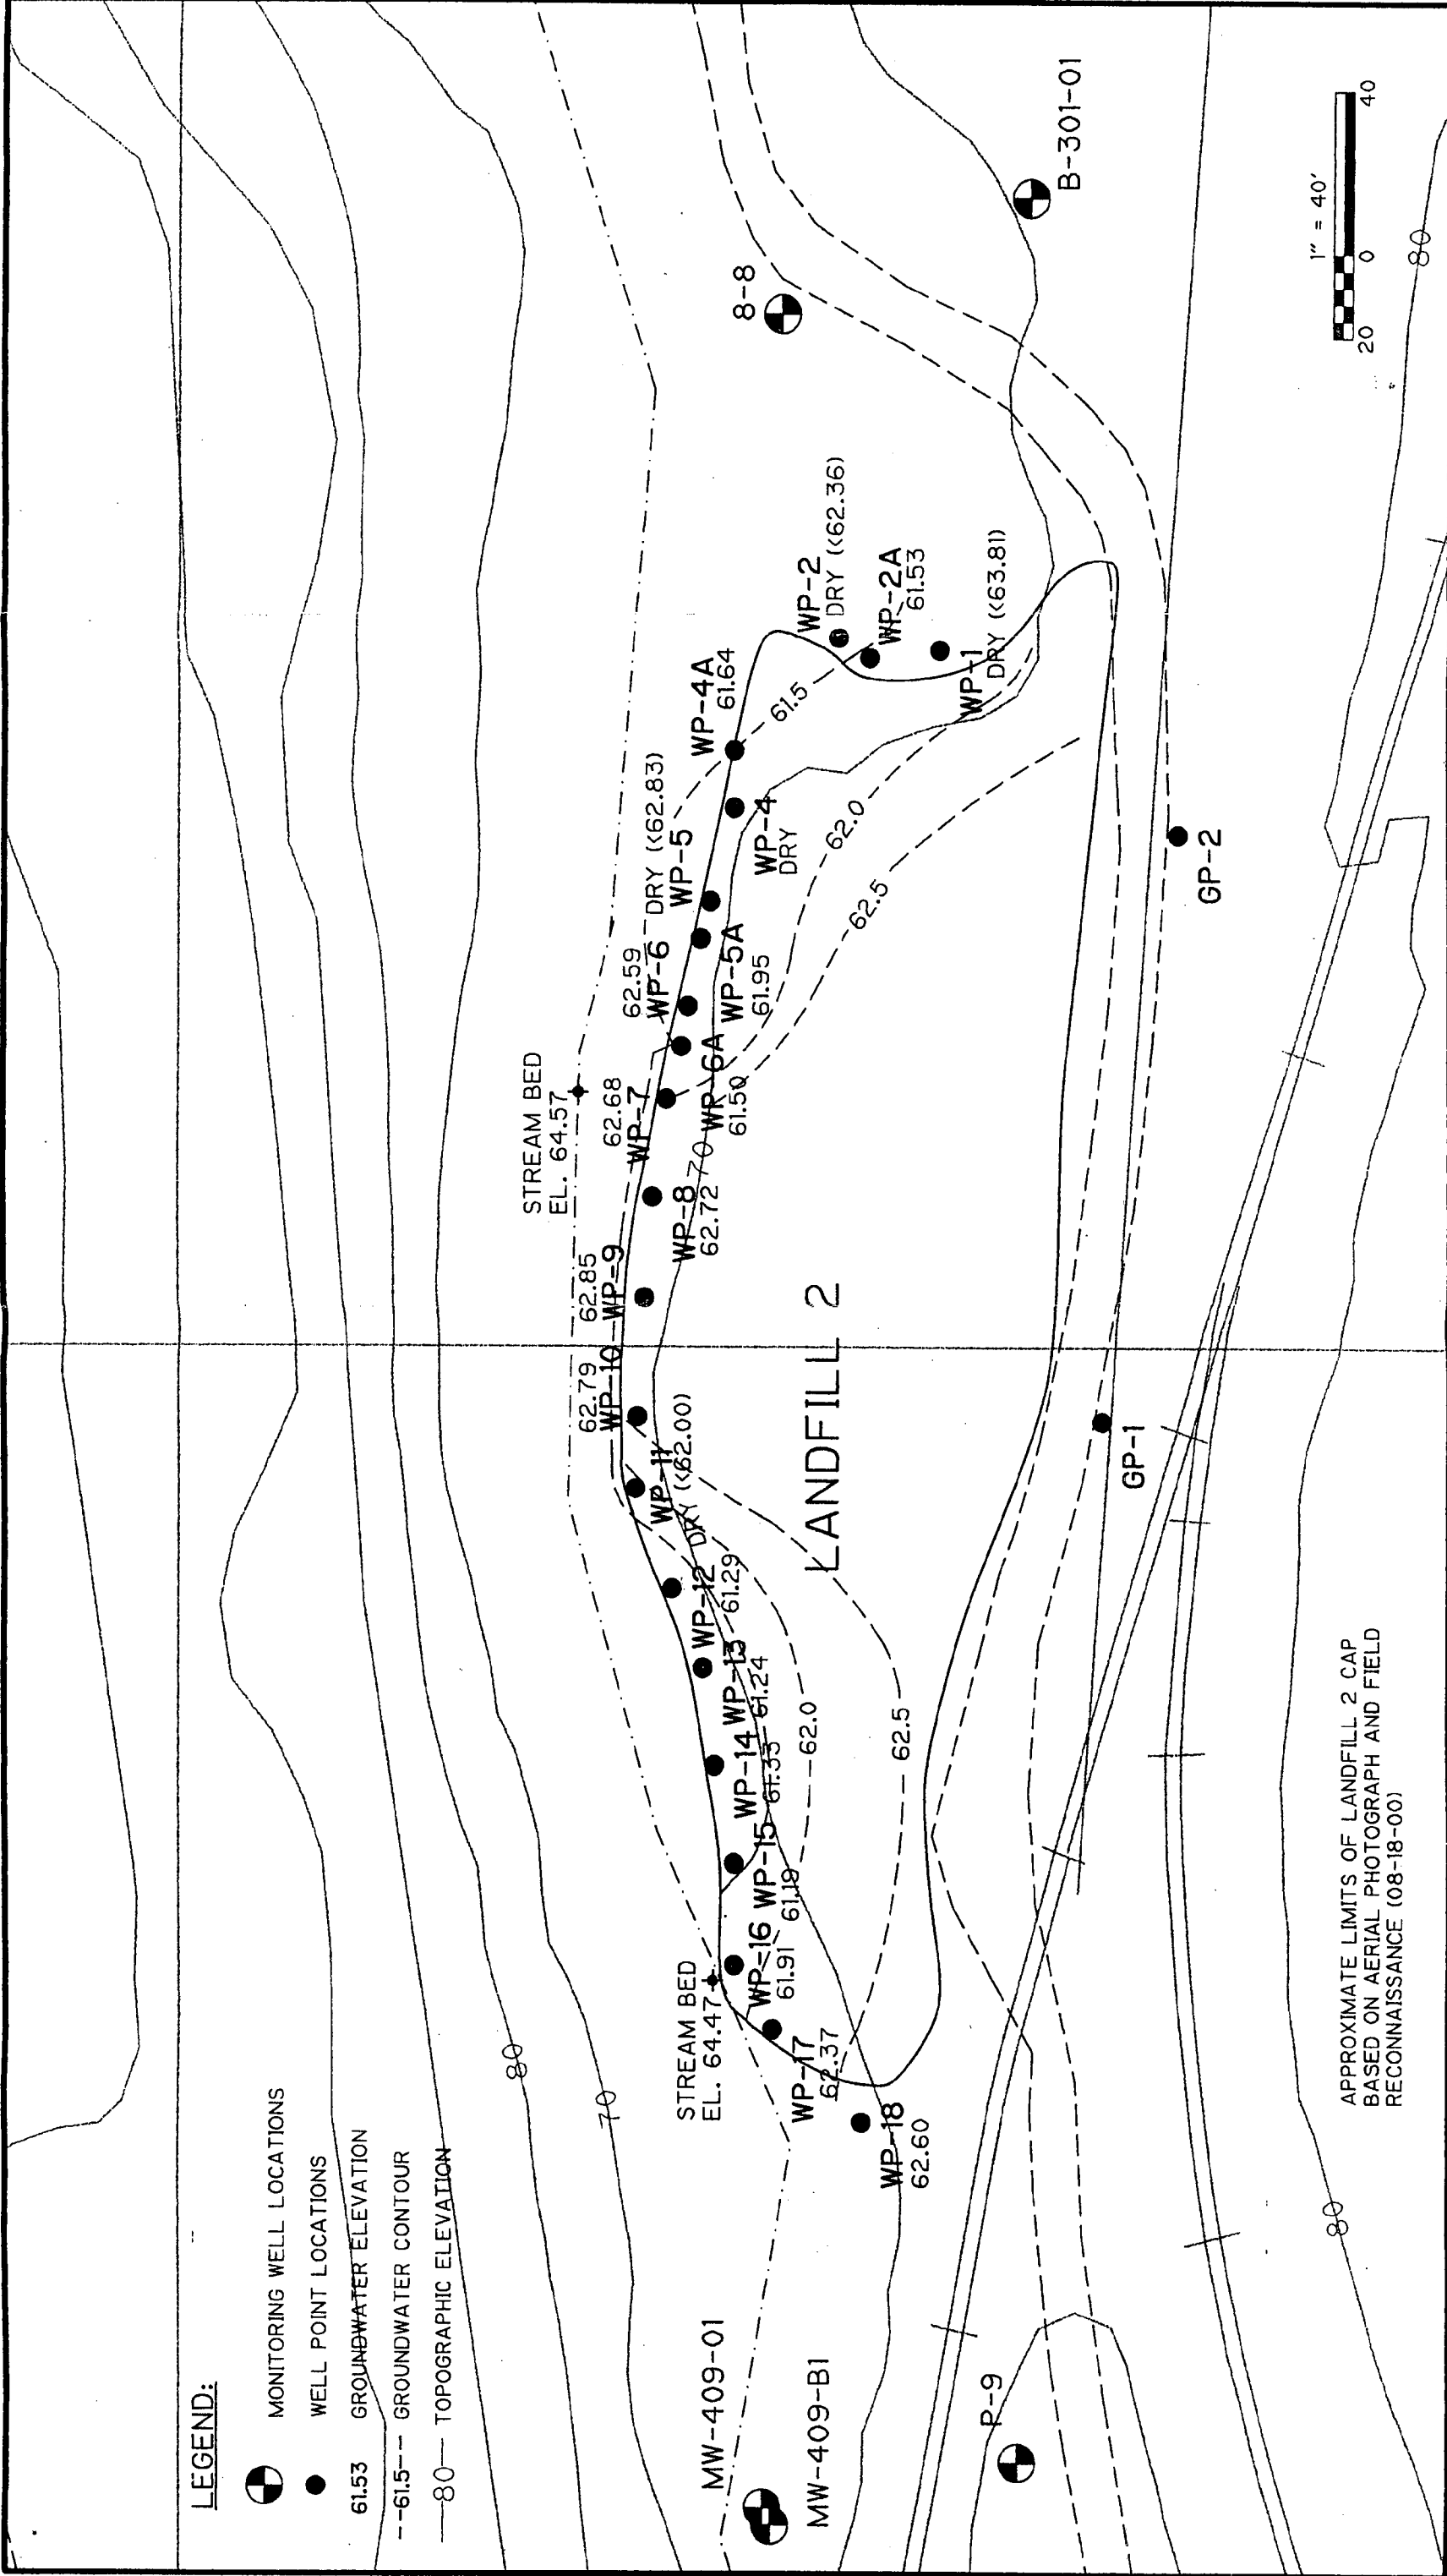 LEGEND:
MONITORING WELL LOCATIONS
WELL POINT LOCATIONS
61.53 GROUNDWATER ELEVATION
--61.5-- GROUNDWATER CONTOUR
—80— TOPOGRAPHIC ELEVATION
80
70
STREAM BED
EL. 64.47
STREAM BED
EL. 64.57
MW-409-01
MW-409-B1
P-9
WP-18
62.60
WP-17
62.37
WP-16
61.91
WP-15
61.19
WP-14
61.33
WP-13
61.24
WP-12
61.29
WP-11
DRY (<62.00)
62.79
WP-10
62.85
WP-9
WP-8
62.72
70
62.68
WP-7
WP-6A
61.50
62.59
WP-6
WP-5A
61.95
DRY (<62.83)
WP-5
WP-4
DRY
WP-4A
61.64
WP-2
DRY (<62.36)
WP-2A
61.53
WP-1
DRY (<63.81)
61.5
62.0
62.5
62.0
62.5
LANDFILL 2
8-8
B-301-01
GP-1
GP-2
80
80
APPROXIMATE LIMITS OF LANDFILL 2 CAP
BASED ON AERIAL PHOTOGRAPH AND FIELD
RECONNAISSANCE (08-18-00)
1" = 40'
20 0 40